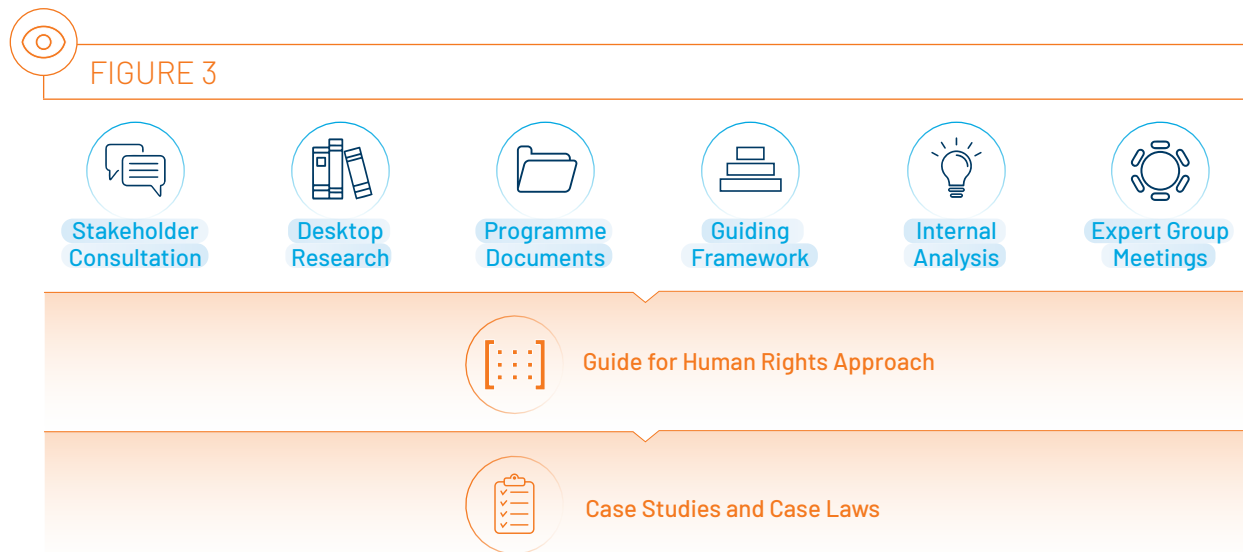 FIGURE 3
Stakeholder
Consultation
Desktop
Research
Programme
Documents
Guiding
Framework
Internal
Analysis
Expert Group
Meetings
Guide for Human Rights Approach
Case Studies and Case Laws